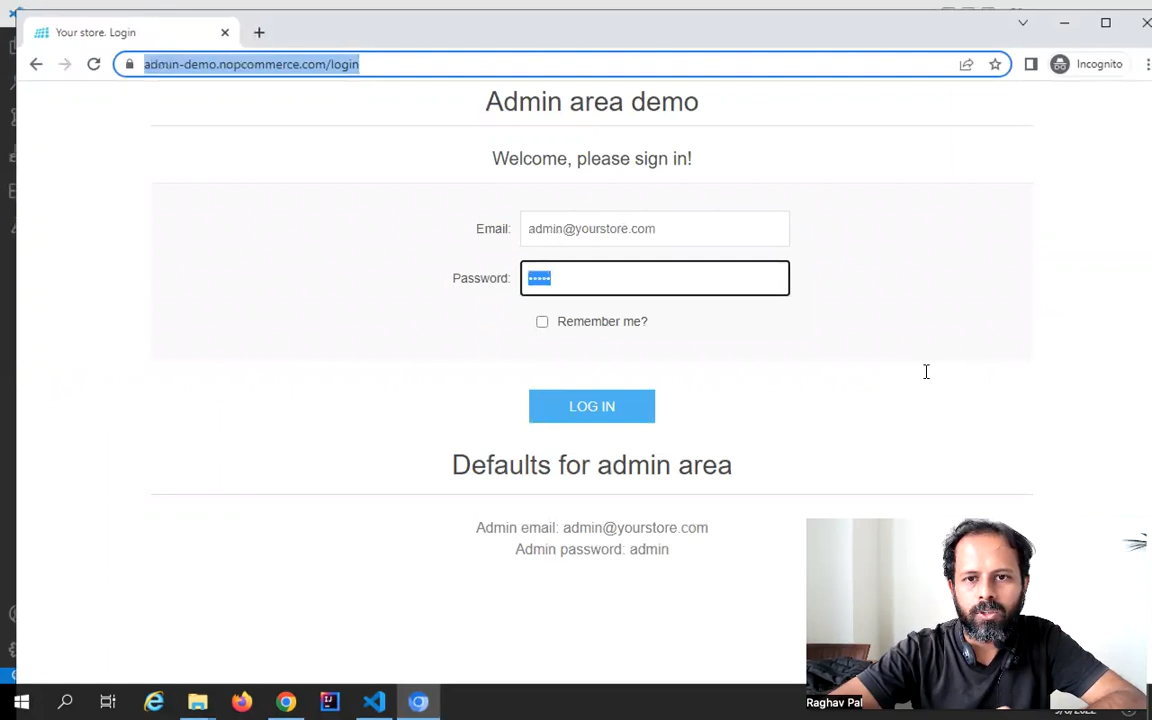 Your store. Login
admin-demo.nopcommerce.com/login
Incognito
Admin area demo
Welcome, please sign in!
Email: admin@yourstore.com
Password: •••••
Remember me?
LOG IN
Defaults for admin area
Admin email: admin@yourstore.com
Admin password: admin
Raghav Pal